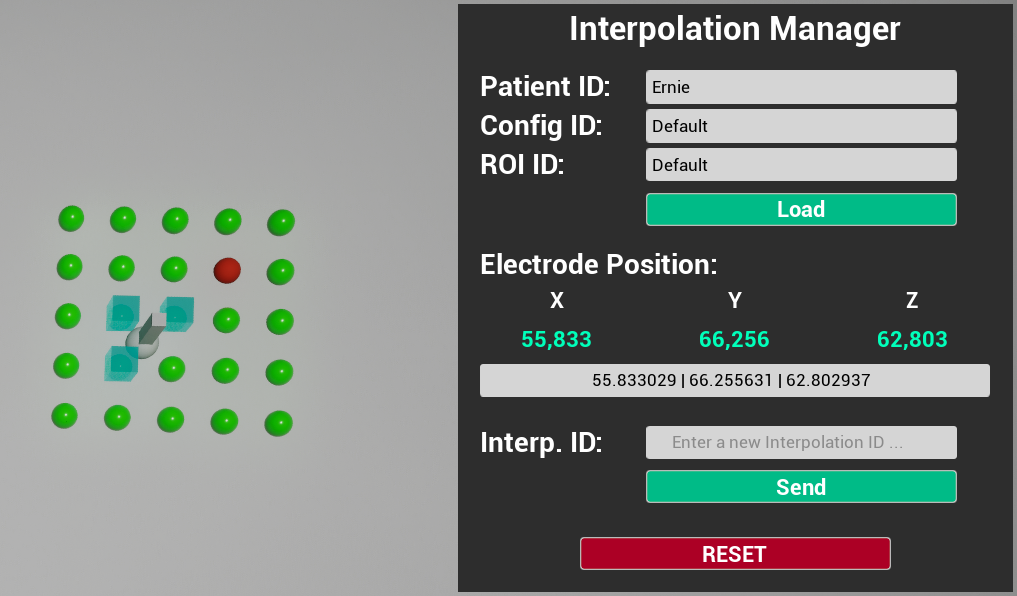 Interpolation Manager
Patient ID: Ernie
Config ID: Default
ROI ID: Default
Load
Electrode Position:
X Y Z
55,833 66,256 62,803
55.833029 | 66.255631 | 62.802937
Interp. ID: Enter a new Interpolation ID ...
Send
RESET